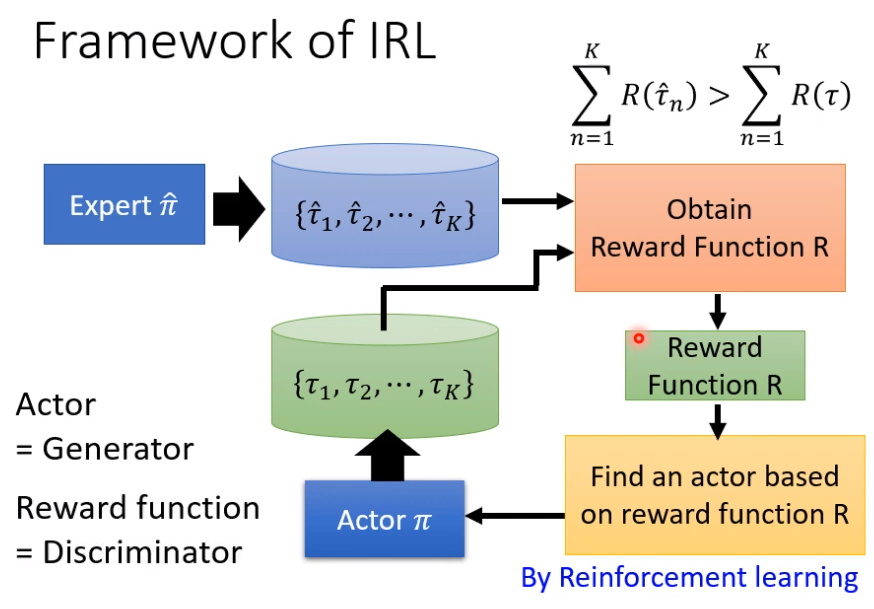 Framework of IRL
$\sum_{n=1}^{K} R(\hat{\tau}_n) > \sum_{n=1}^{K} R(\tau)$
Expert $\hat{\pi}$
$\{\hat{\tau}_1, \hat{\tau}_2, \cdots, \hat{\tau}_K\}$
Obtain
Reward Function R
Reward
Function R
$\{\tau_1, \tau_2, \cdots, \tau_K\}$
Actor
= Generator
Reward function
= Discriminator
Actor $\pi$
Find an actor based
on reward function R
By Reinforcement learning